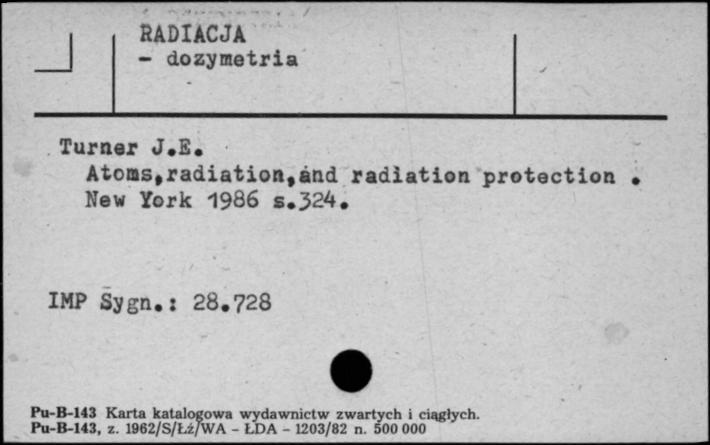 RADIACJA
- dozymetria
Turner J.E.
Atoms,radiation,and radiation protection .
New York 1986 s.324.
IMP Sygn.: 28.728
Pu-B-143 Karta katalogowa wydawnictw zwartych i ciągłych.
Pu-B-143, z. 1962/S/Łź/WA - ŁDA - 1203/82 n. 500 000